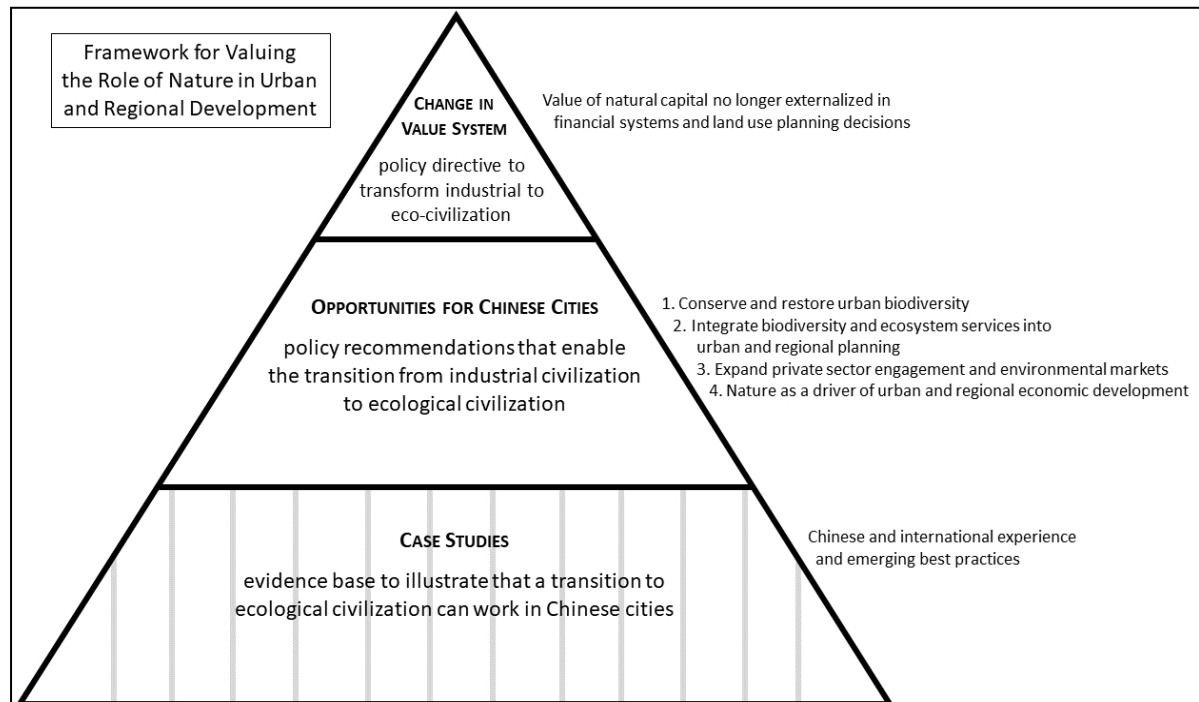 Framework for Valuing
the Role of Nature in Urban
and Regional Development
CHANGE IN
VALUE SYSTEM
policy directive to
transform industrial to
eco-civilization
Value of natural capital no longer externalized in
financial systems and land use planning decisions
OPPORTUNITIES FOR CHINESE CITIES
policy recommendations that enable
the transition from industrial civilization
to ecological civilization
1. Conserve and restore urban biodiversity
2. Integrate biodiversity and ecosystem services into
urban and regional planning
3. Expand private sector engagement and environmental markets
4. Nature as a driver of urban and regional economic development
CASE STUDIES
evidence base to illustrate that a transition to
ecological civilization can work in Chinese cities
Chinese and international experience
and emerging best practices